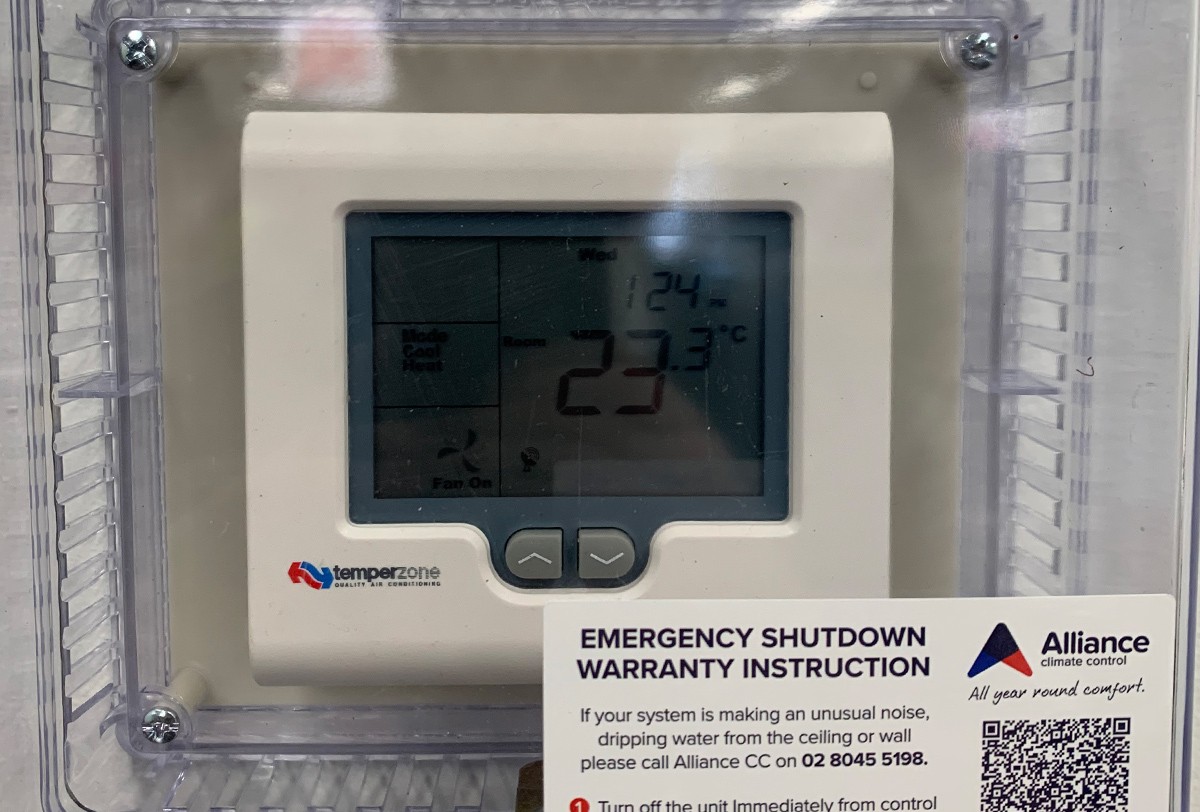 Wed
124 PM
Mode
Cool
Heat
Room
23.3°C
Fan On
temperzone
QUALITY AIR CONDITIONING
EMERGENCY SHUTDOWN
WARRANTY INSTRUCTION
Alliance
climate control
All year round comfort.
If your system is making an unusual noise,
dripping water from the ceiling or wall
please call Alliance CC on 02 8045 5198.
1 Turn off the unit Immediately from control